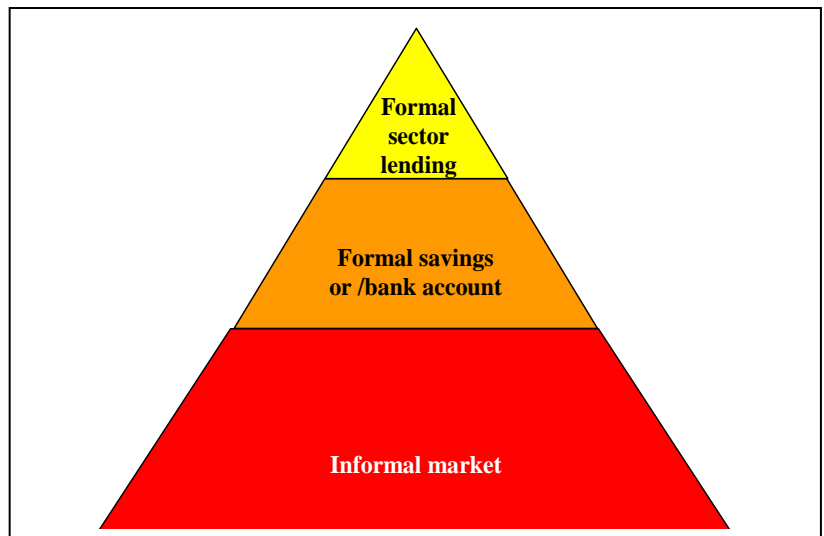 Formal
sector
lending
Formal savings
or /bank account
Informal market